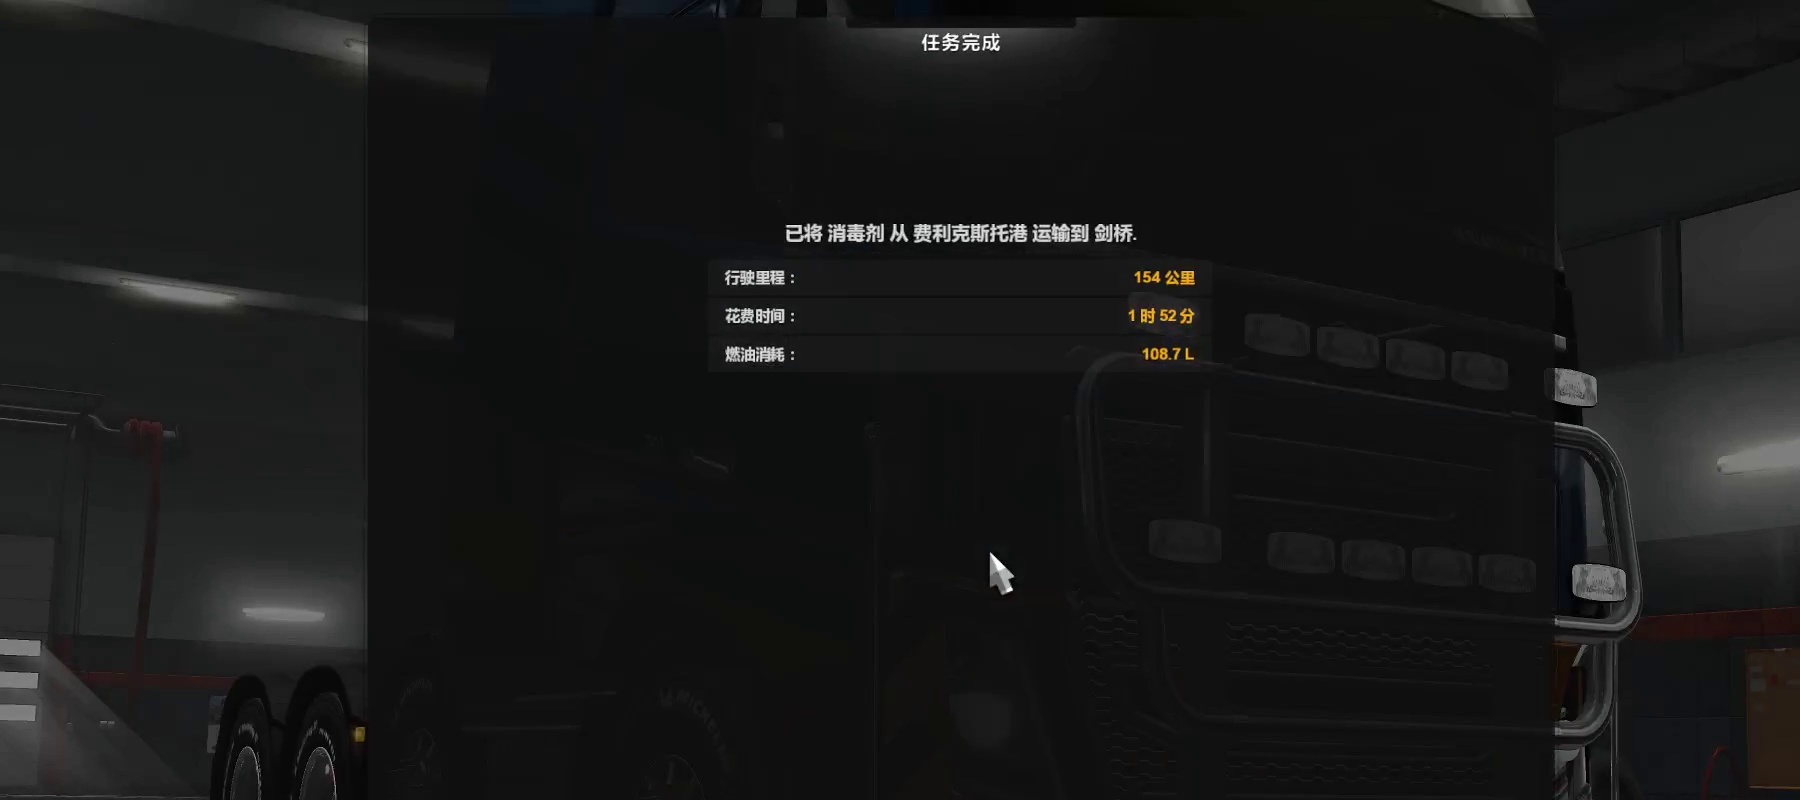 任务完成
已将 消毒剂 从 费利克斯托港 运输到 剑桥.
行驶里程： 154 公里
花费时间： 1 时 52 分
燃油消耗： 108.7 L